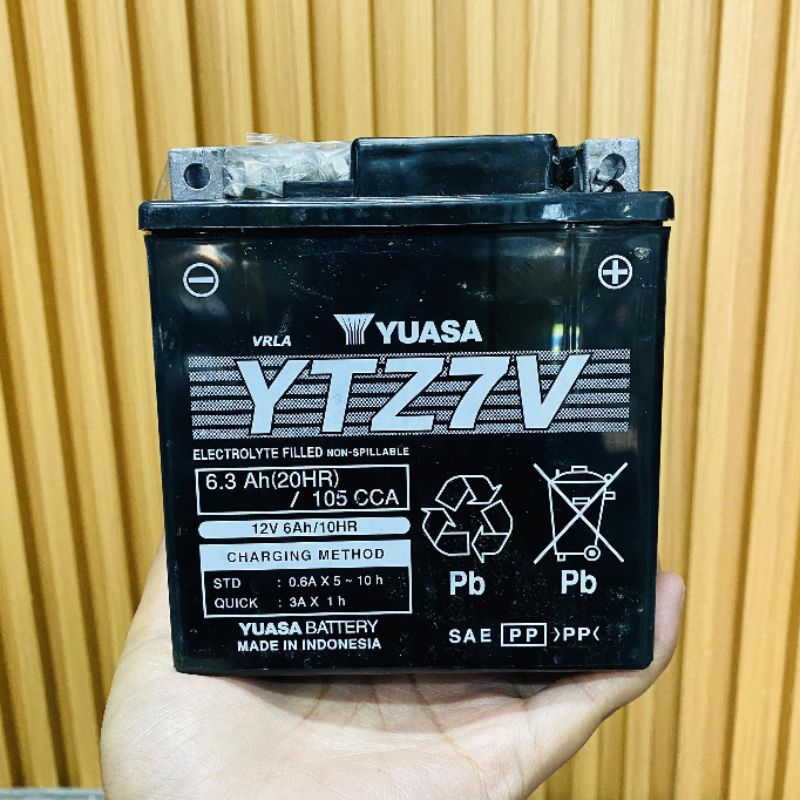 − +
YUASA
VRLA
YTZ7V
ELECTROLYTE FILLED NON-SPILLABLE
6.3 Ah(20HR)
/ 105 CCA
12V 6Ah/10HR
CHARGING METHOD
STD : 0.6A X 5 ~ 10 h
QUICK : 3A X 1 h
YUASA BATTERY
MADE IN INDONESIA
Pb
Pb
SAE PP >PP<